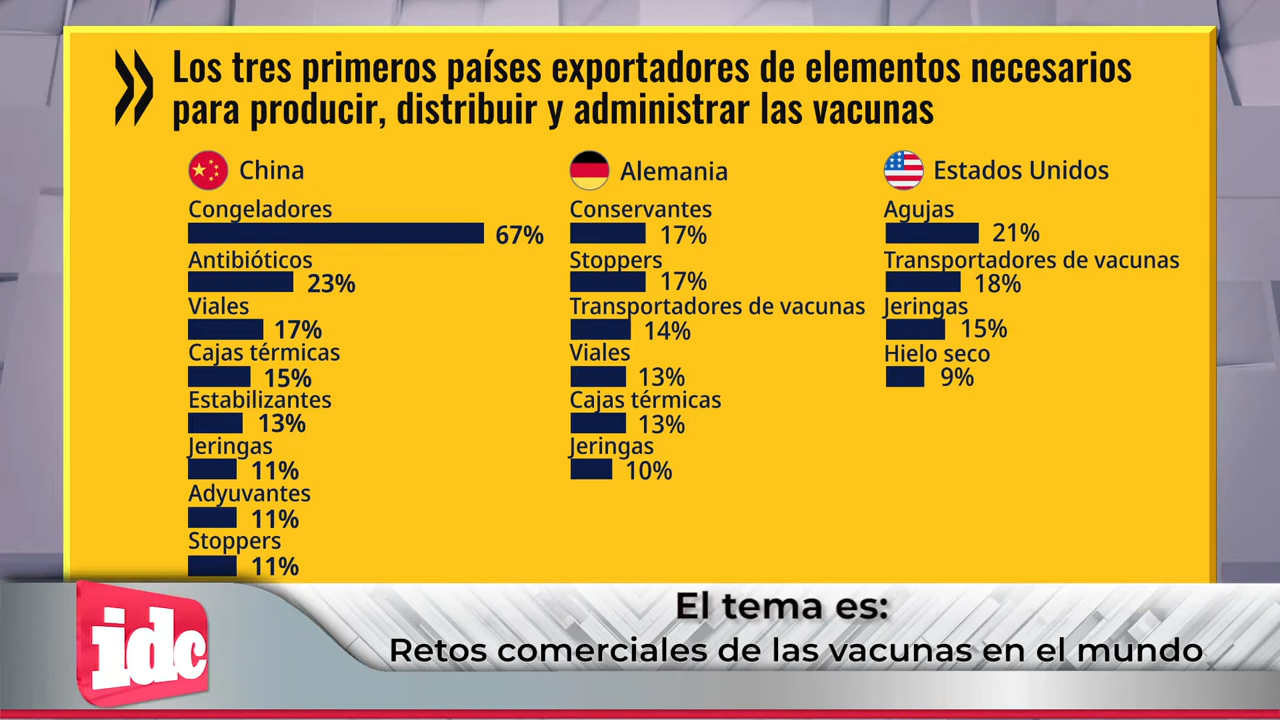 Los tres primeros países exportadores de elementos necesarios
para producir, distribuir y administrar las vacunas
China
Congeladores
67%
Antibióticos
23%
Viales
17%
Cajas térmicas
15%
Estabilizantes
13%
Jeringas
11%
Adyuvantes
11%
Stoppers
11%
Alemania
Conservantes
17%
Stoppers
17%
Transportadores de vacunas
14%
Viales
13%
Cajas térmicas
13%
Jeringas
10%
Estados Unidos
Agujas
21%
Transportadores de vacunas
18%
Jeringas
15%
Hielo seco
9%
idc
El tema es:
Retos comerciales de las vacunas en el mundo